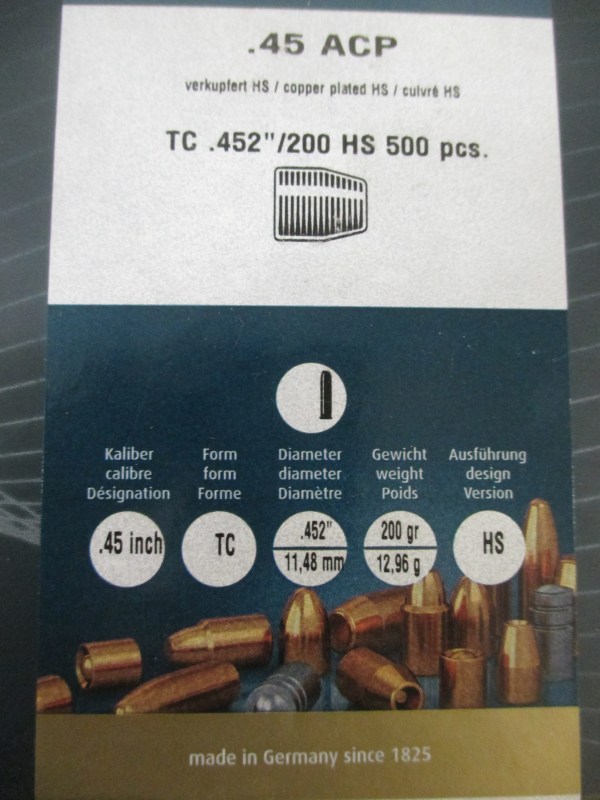 .45 ACP
verkupfert HS / copper plated HS / cuivré HS
TC .452"/200 HS 500 pcs.
Kaliber Form Diameter Gewicht Ausführung
calibre form diameter weight design
Désignation Forme Diamètre Poids Version
.45 inch TC .452" 200 gr HS
11,48 mm 12,96 g
made in Germany since 1825